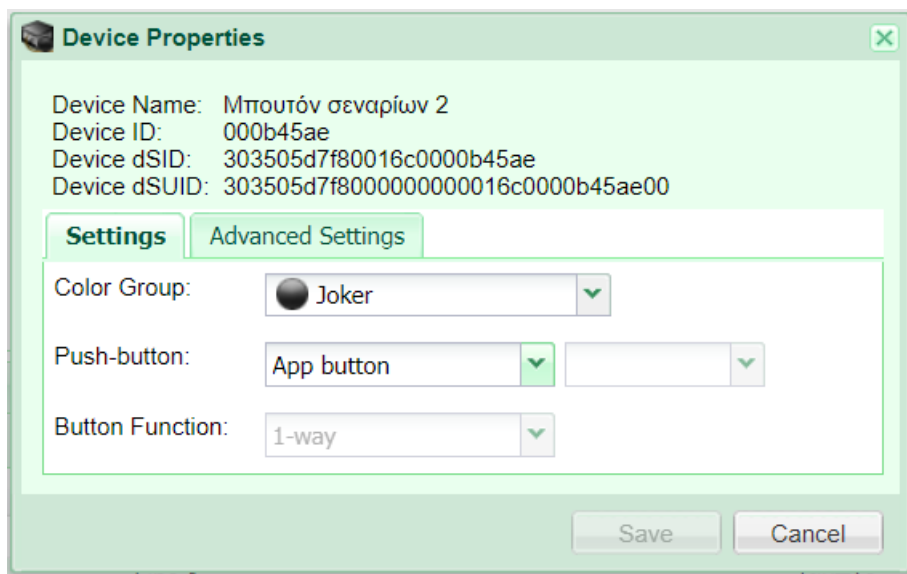 Device Properties
Device Name: Μπουτόν σεναρίων 2
Device ID: 000b45ae
Device dSID: 303505d7f80016c0000b45ae
Device dSUID: 303505d7f8000000000016c0000b45ae00
Settings Advanced Settings
Color Group: Joker
Push-button: App button
Button Function: 1-way
Save Cancel